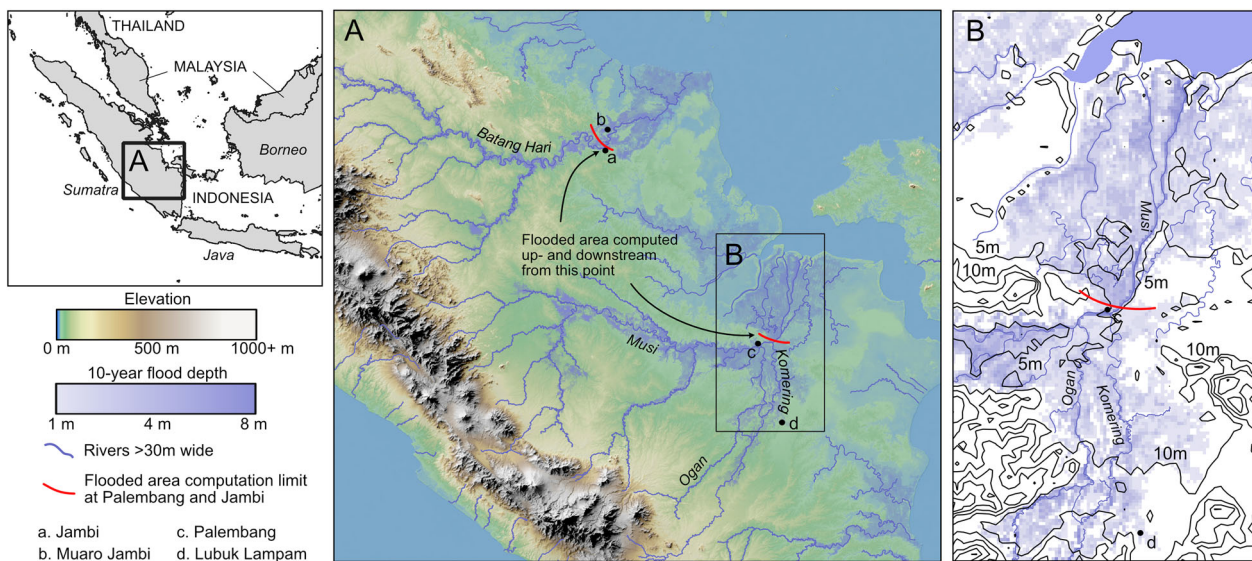 THAILAND
MALAYSIA
A
Borneo
Sumatra
INDONESIA
Java
Elevation
0 m
500 m
1000+ m
10-year flood depth
1 m
4 m
8 m
Rivers >30m wide
Flooded area computation limit
at Palembang and Jambi
a. Jambi
c. Palembang
b. Muaro Jambi
d. Lubuk Lampam
A
Batang Hari
b
a
Flooded area computed
up- and downstream
from this point
B
Musi
c
Komering
d
Ogan
B
Musi
5m
10m
5m
5m
Ogan
Komering
10m
10m
d